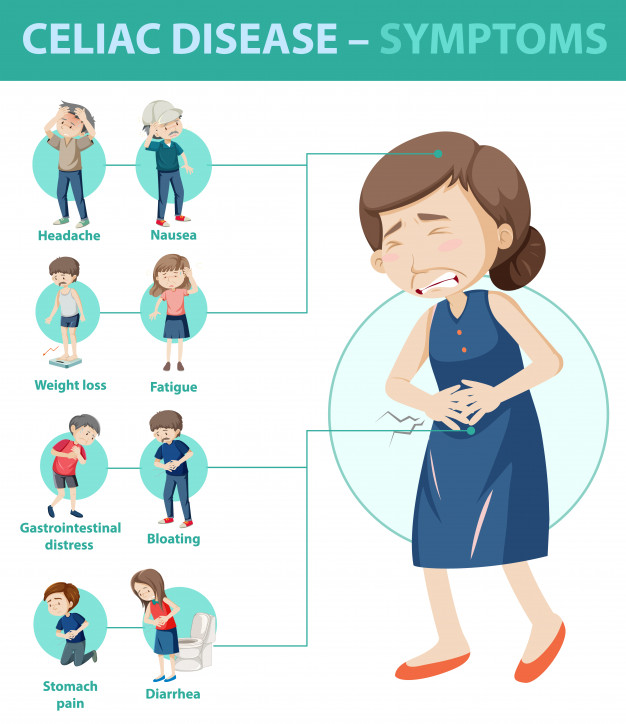 CELIAC DISEASE – SYMPTOMS
Headache
Nausea
Weight loss
Fatigue
Gastrointestinal
distress
Bloating
Stomach
pain
Diarrhea